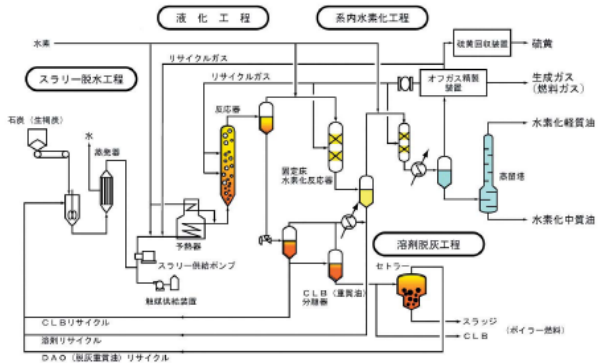 液 化 工 程
系内水素化工程
水素
硫黄回収装置
硫黄
リサイクルガス
スラリー脱水工程
リサイクルガス
オフガス精製
装置
生成ガス
(燃料ガス)
反応器
石炭 (生褐炭)
水
蒸発器
水素化軽質油
固定床
水素化反応器
蒸留塔
水素化中質油
予熱器
溶剤脱灰工程
スラリー供給ポンプ
セトラー
触媒供給装置
CLB (重質油)
分離器
スラッジ
(ボイラー燃料)
CLB
CLBリサイクル
溶剤リサイクル
DAO (脱灰重質油) リサイクル